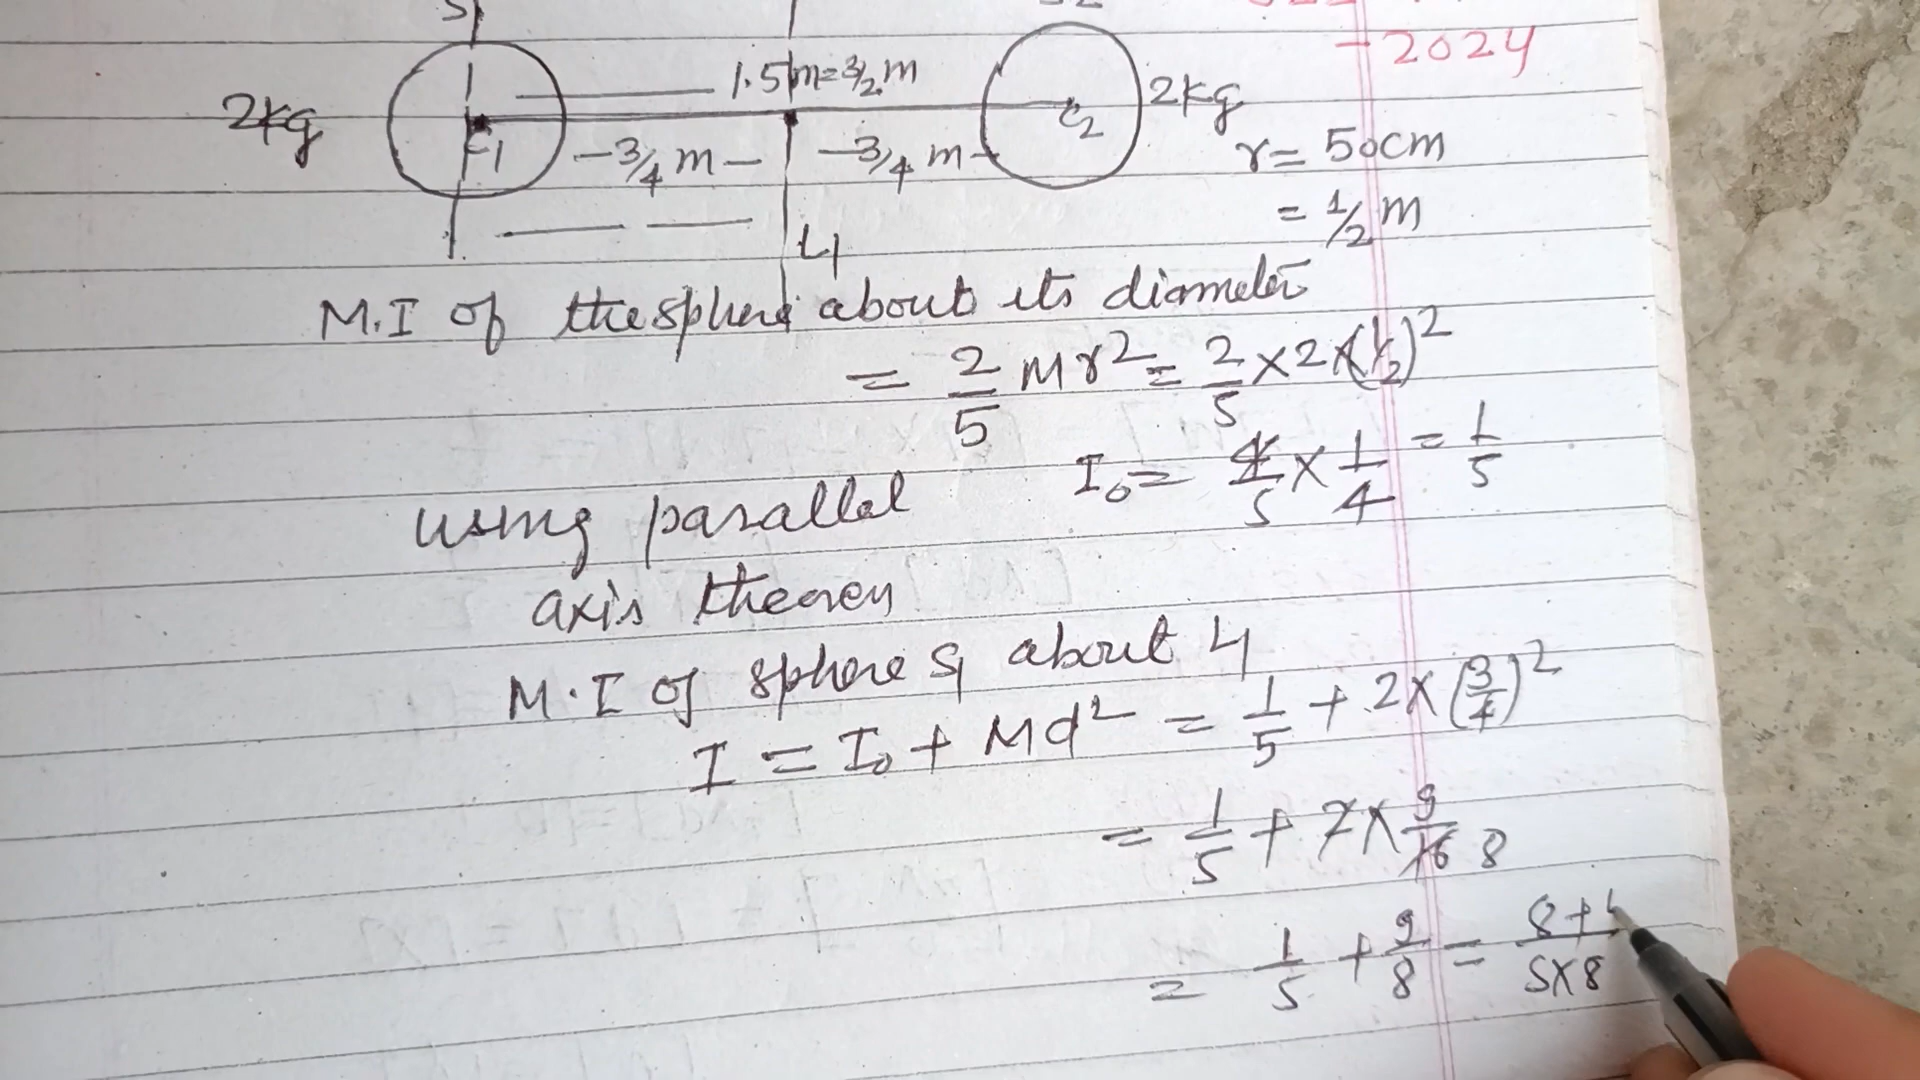 -2024
1.5m=3/2 m
2kg
C1
C2
2kg
-3/4 m-
-3/4 m-
r= 50cm
= 1/2 m
L1
M.I of the sphere about its diameter
= 2/5 Mr² = 2/5 ×2×(1/2)²
I₀= 4/5 × 1/4 = 1/5
using parallel
axis theorem
M.I of sphere S1 about L1
I = I₀ + Md² = 1/5 + 2×(3/4)²
= 1/5 + 2× 9/16 8
= 1/5 + 9/8 = 8+4/5×8